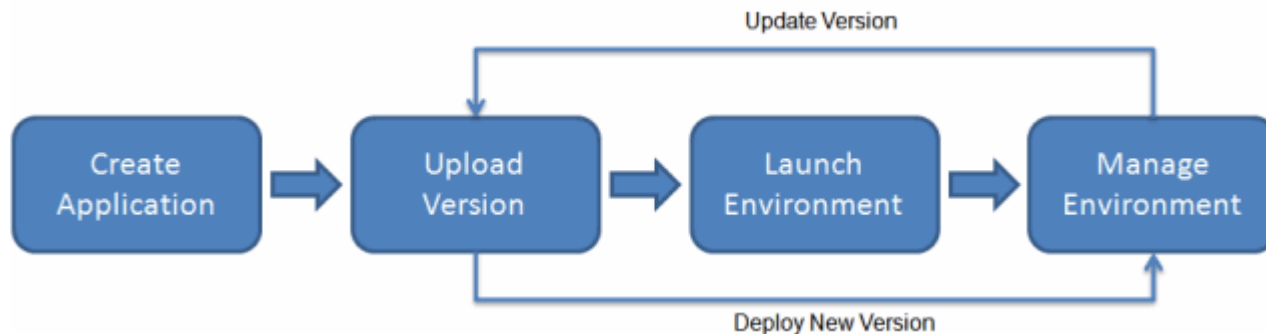 Update Version
Create
Application
Upload
Version
Launch
Environment
Manage
Environment
Deploy New Version